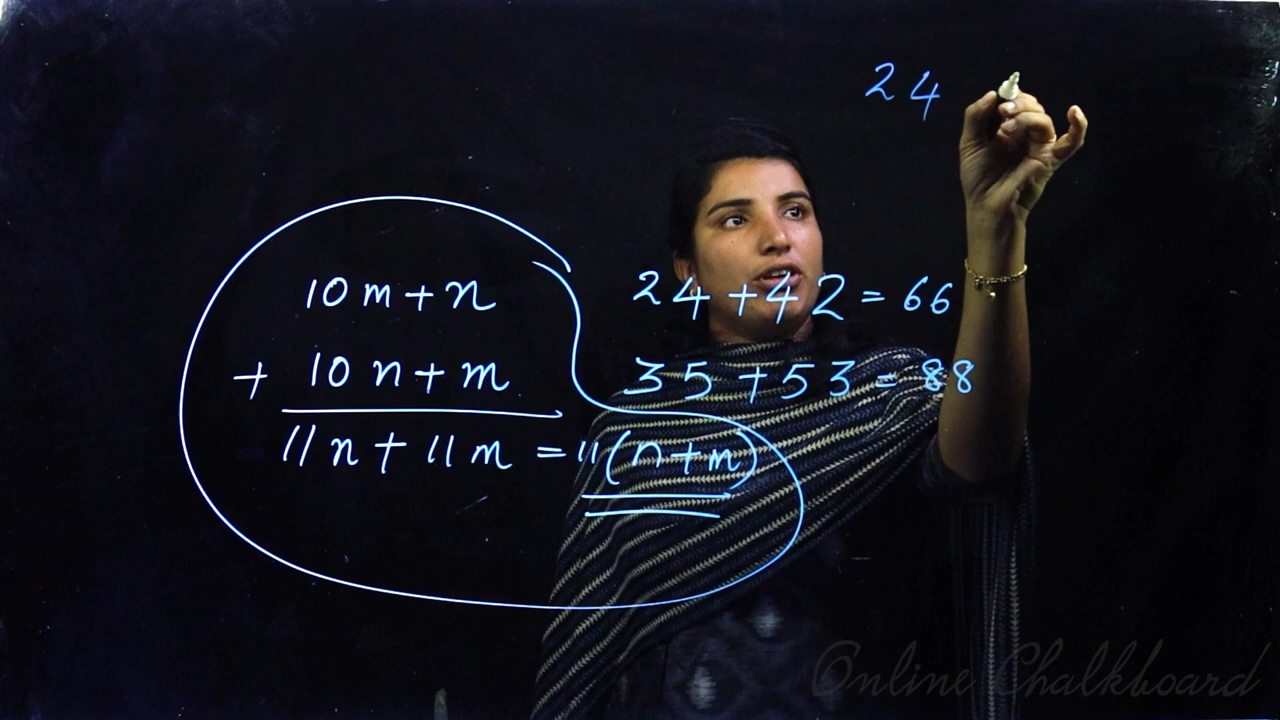 24
10m+n
+ 10n+m
11n+11m = 11(n+m)
24+42=66
35+53=88
Online Chalkboard